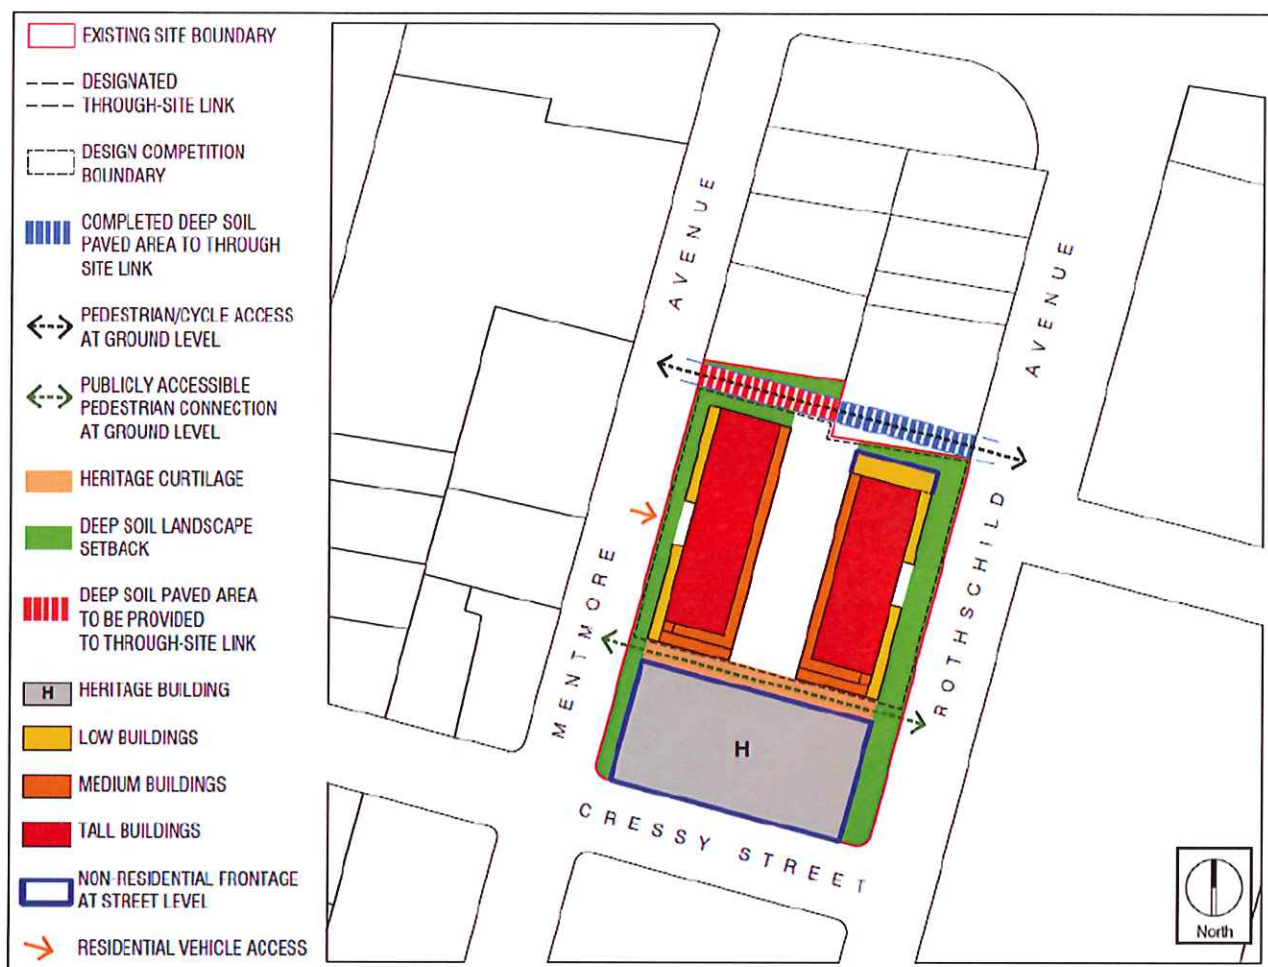 EXISTING SITE BOUNDARY
DESIGNATED
THROUGH-SITE LINK
DESIGN COMPETITION
BOUNDARY
COMPLETED DEEP SOIL
PAVED AREA TO THROUGH
SITE LINK
PEDESTRIAN/CYCLE ACCESS
AT GROUND LEVEL
PUBLICLY ACCESSIBLE
PEDESTRIAN CONNECTION
AT GROUND LEVEL
HERITAGE CURTILAGE
DEEP SOIL LANDSCAPE
SETBACK
DEEP SOIL PAVED AREA
TO BE PROVIDED
TO THROUGH-SITE LINK
H HERITAGE BUILDING
LOW BUILDINGS
MEDIUM BUILDINGS
TALL BUILDINGS
NON-RESIDENTIAL FRONTAGE
AT STREET LEVEL
RESIDENTIAL VEHICLE ACCESS
MENTMORE AVENUE
ROTHSCHILD AVENUE
H
CRESSY STREET
North